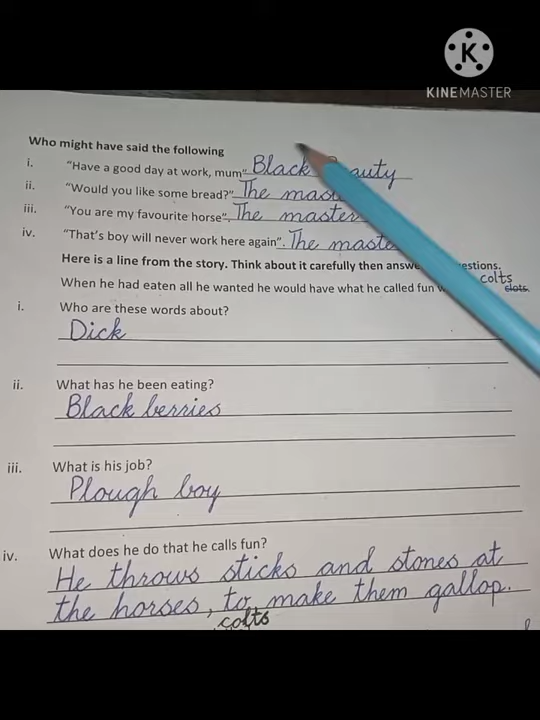 KINEMASTER
Who might have said the following
i. "Have a good day at work, mum" Black Beauty
ii. "Would you like some bread?" The
iii. "You are my favourite horse". The master
iv. "That's boy will never work here again". The
Here is a line from the story. Think about it carefully then
colts
When he had eaten all he wanted he would have what he called fun
i. Who are these words about?
Dick
ii. What has he been eating?
Black berries
iii. What is his job?
Plough boy
iv. What does he do that he calls fun?
He throws sticks and stones at
the horses, to make them gallop.
colts